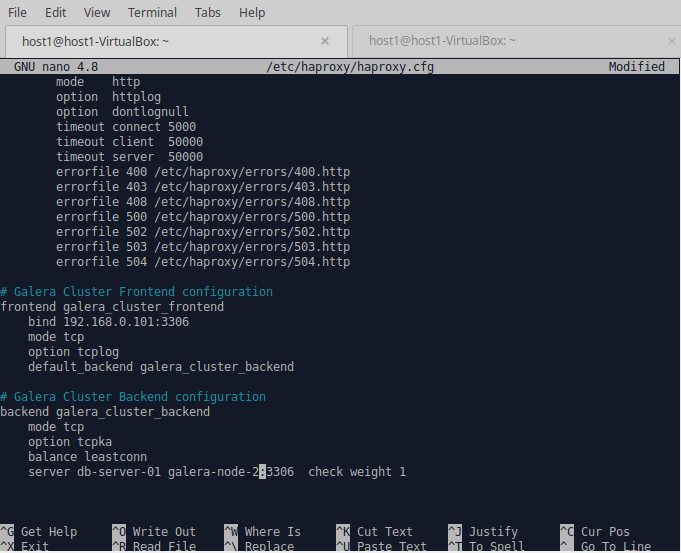 File Edit View Terminal Tabs Help
host1@host1-VirtualBox: ~ × host1@host1-VirtualBox: ~ ×
GNU nano 4.8 /etc/haproxy/haproxy.cfg Modified
mode http
option httplog
option dontlognull
timeout connect 5000
timeout client 50000
timeout server 50000
errorfile 400 /etc/haproxy/errors/400.http
errorfile 403 /etc/haproxy/errors/403.http
errorfile 408 /etc/haproxy/errors/408.http
errorfile 500 /etc/haproxy/errors/500.http
errorfile 502 /etc/haproxy/errors/502.http
errorfile 503 /etc/haproxy/errors/503.http
errorfile 504 /etc/haproxy/errors/504.http
# Galera Cluster Frontend configuration
frontend galera_cluster_frontend
bind 192.168.0.101:3306
mode tcp
option tcplog
default_backend galera_cluster_backend
# Galera Cluster Backend configuration
backend galera_cluster_backend
mode tcp
option tcpka
balance leastconn
server db-server-01 galera-node-2:3306 check weight 1
^G Get Help ^O Write Out ^W Where Is ^K Cut Text ^J Justify ^C Cur Pos
^X Exit ^R Read File ^\ Replace ^U Paste Text ^T To Spell ^_ Go To Line